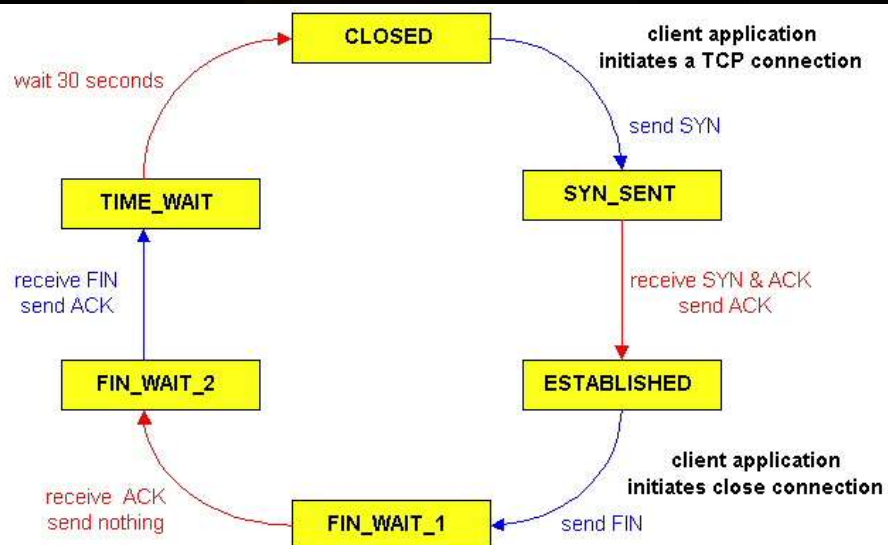 CLOSED
client application
initiates a TCP connection
send SYN
SYN_SENT
receive SYN & ACK
send ACK
ESTABLISHED
client application
initiates close connection
send FIN
FIN_WAIT_1
receive ACK
send nothing
FIN_WAIT_2
receive FIN
send ACK
TIME_WAIT
wait 30 seconds